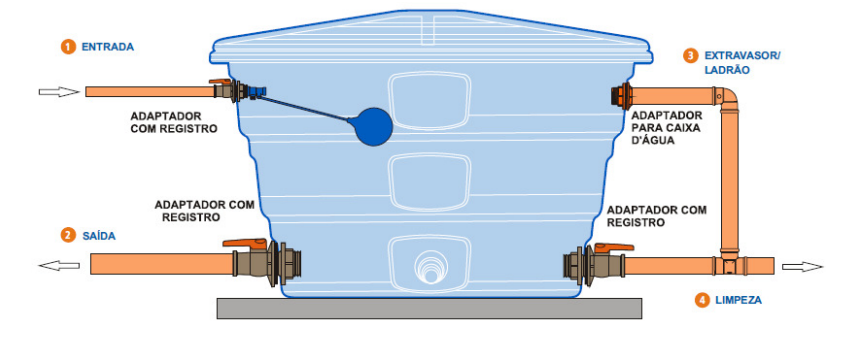 1 ENTRADA
ADAPTADOR
COM REGISTRO
3 EXTRAVASOR/
LADRÃO
ADAPTADOR
PARA CAIXA
D'ÁGUA
ADAPTADOR COM
REGISTRO
2 SAÍDA
ADAPTADOR COM
REGISTRO
4 LIMPEZA